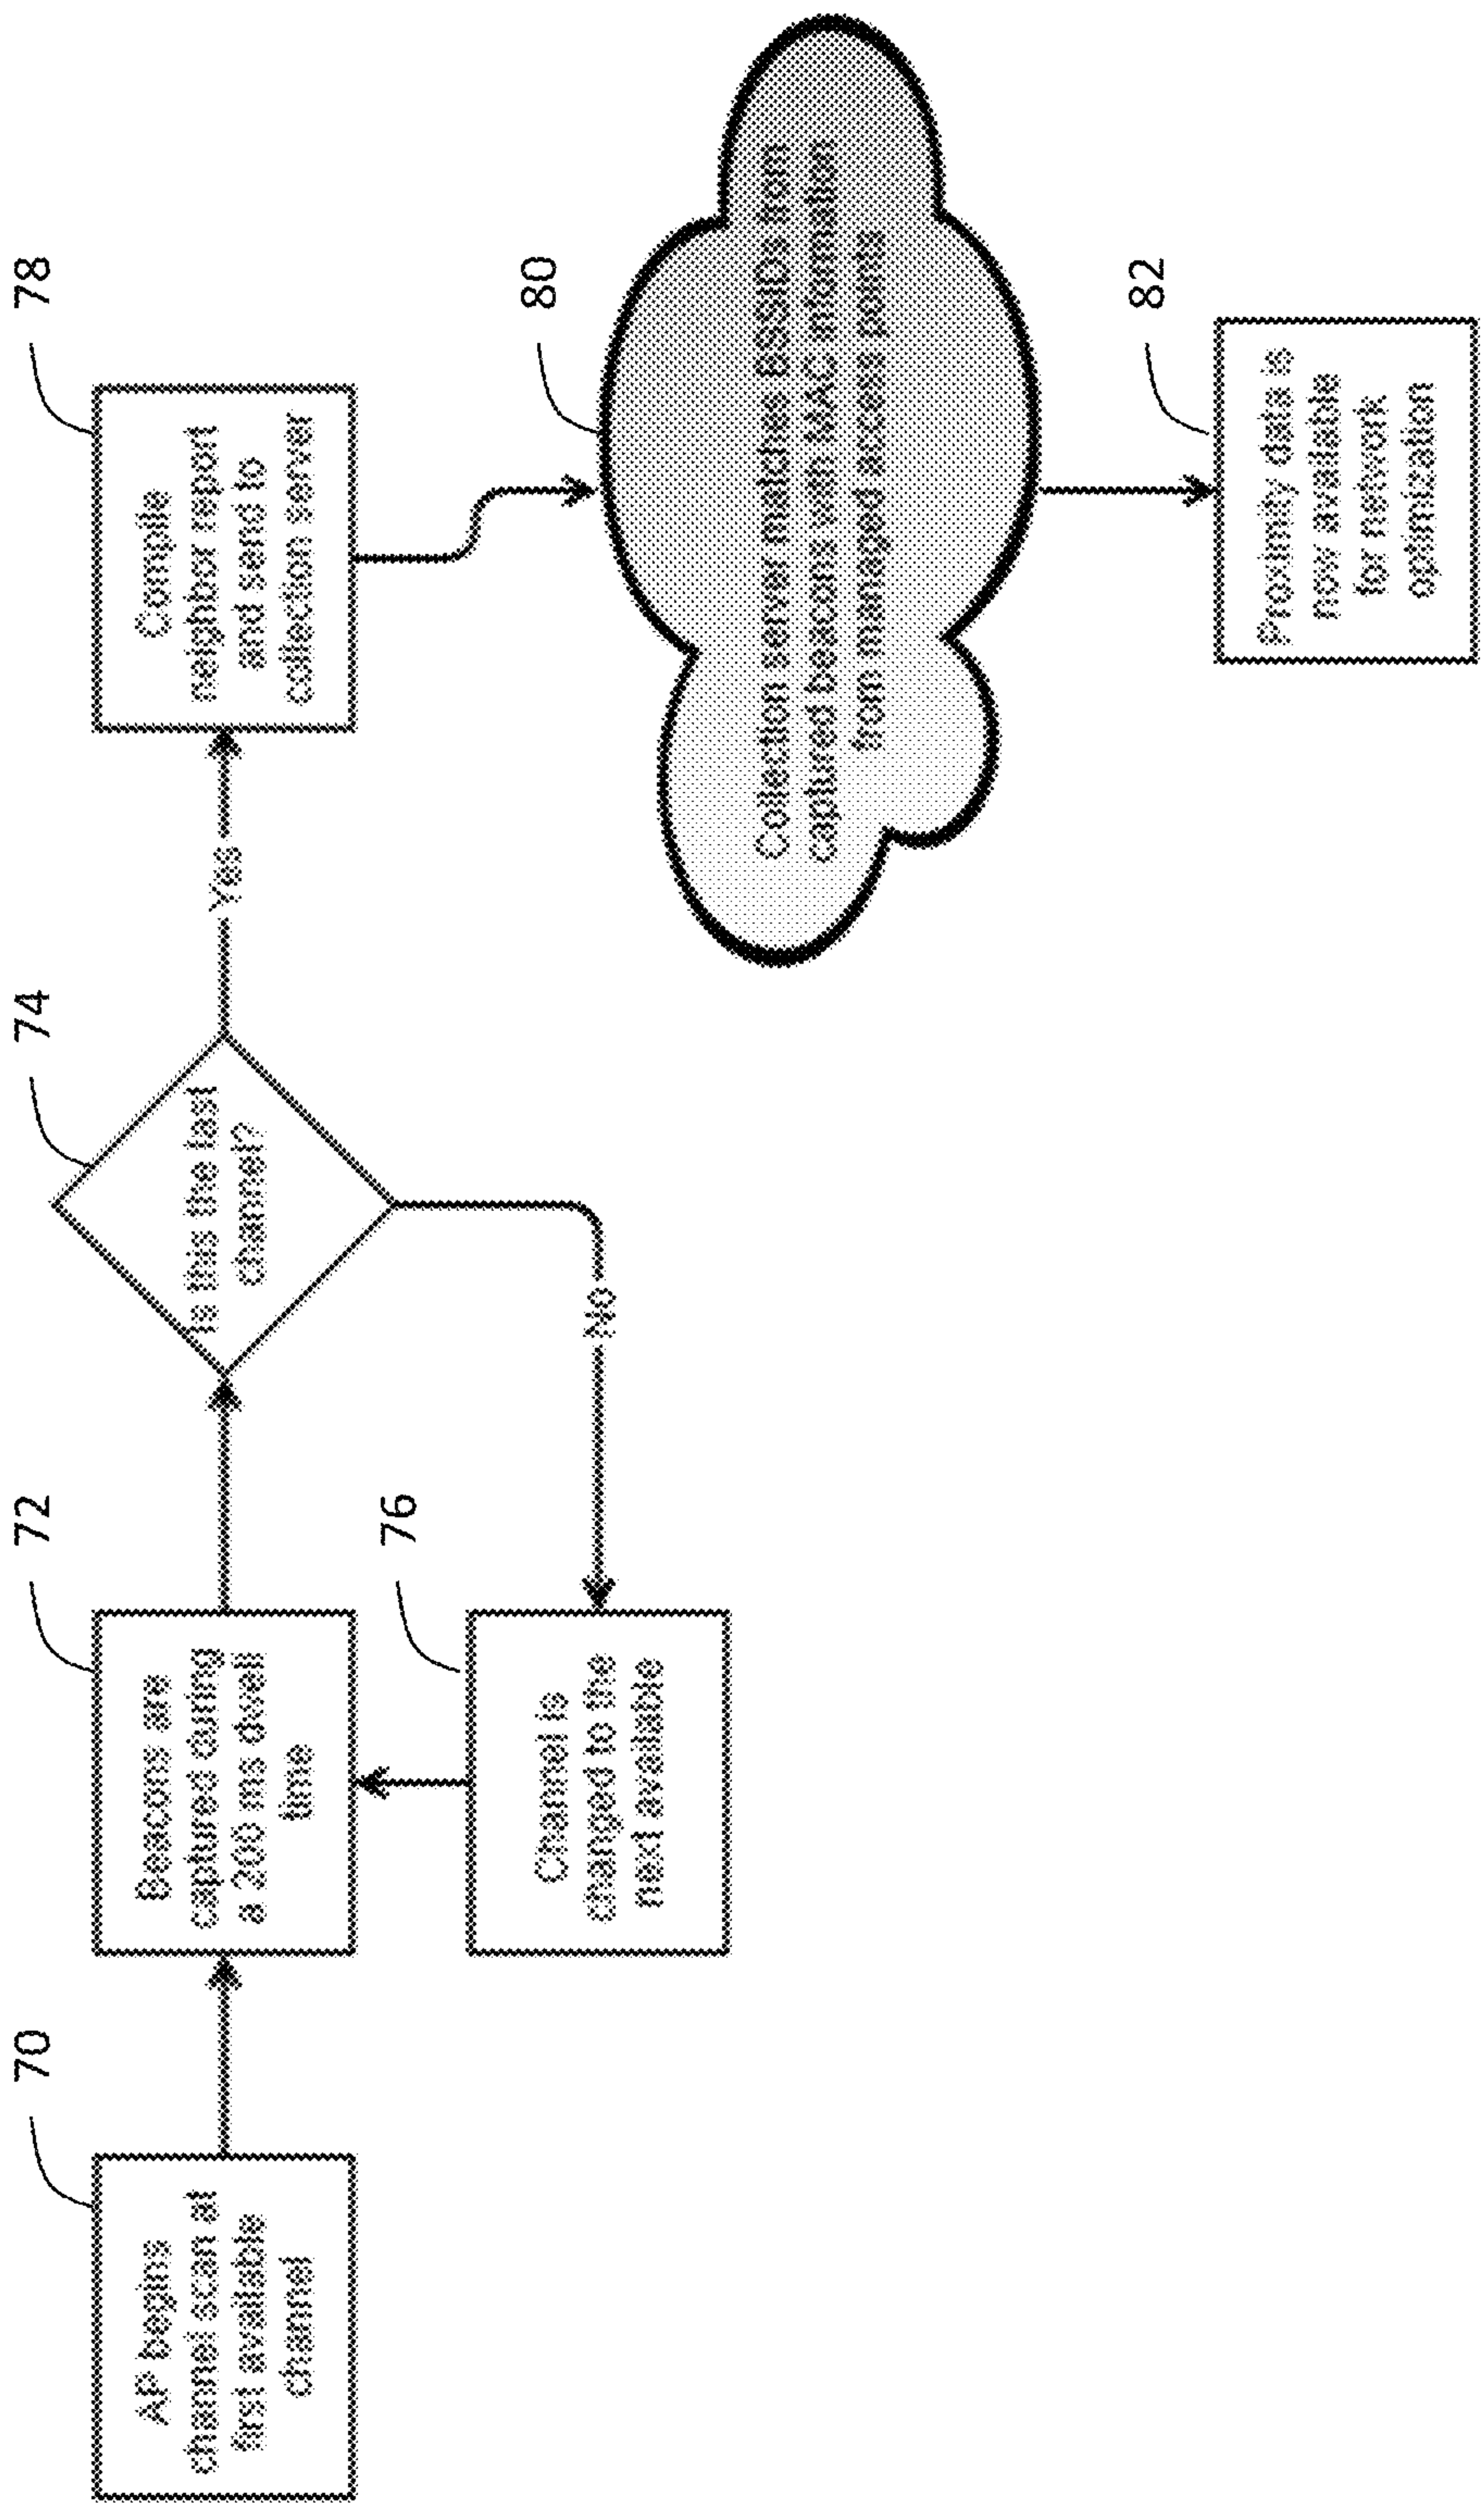 70
AP begins
channel scan at
first available
channel
72
Beacons are
captured during
a 200 ms dwell
time
74
Is this the last
channel?
Yes
No
76
Channel is
changed to the
next available
78
Compile
neighbor report
and send to
collection server
80
Collection server matches BSSIDs from
captured beacons with MAC information
from managed access points
82
Proximity data is
now available
for network
optimization